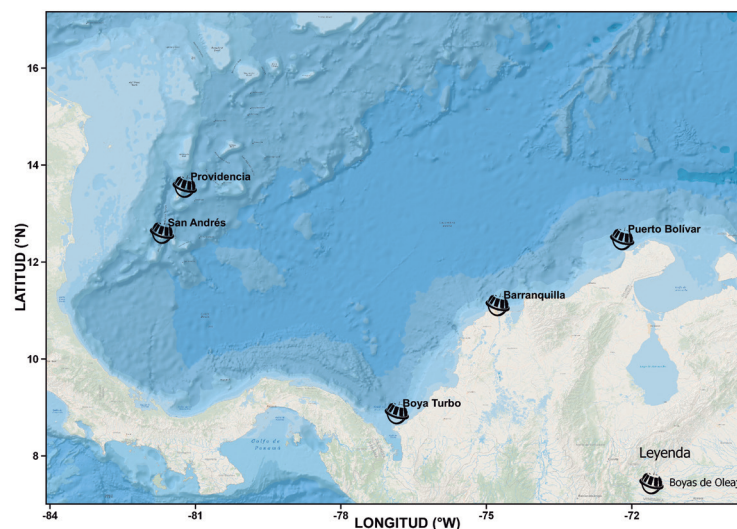 16
14
12
10
8
LATITUD (°N)
Providencia
San Andrés
Puerto Bolívar
Barranquilla
Boya Turbo
Golfo de
Panamá
Leyenda
Boyas de Oleaj
-84
-81
-78
-75
-72
LONGITUD (°W)